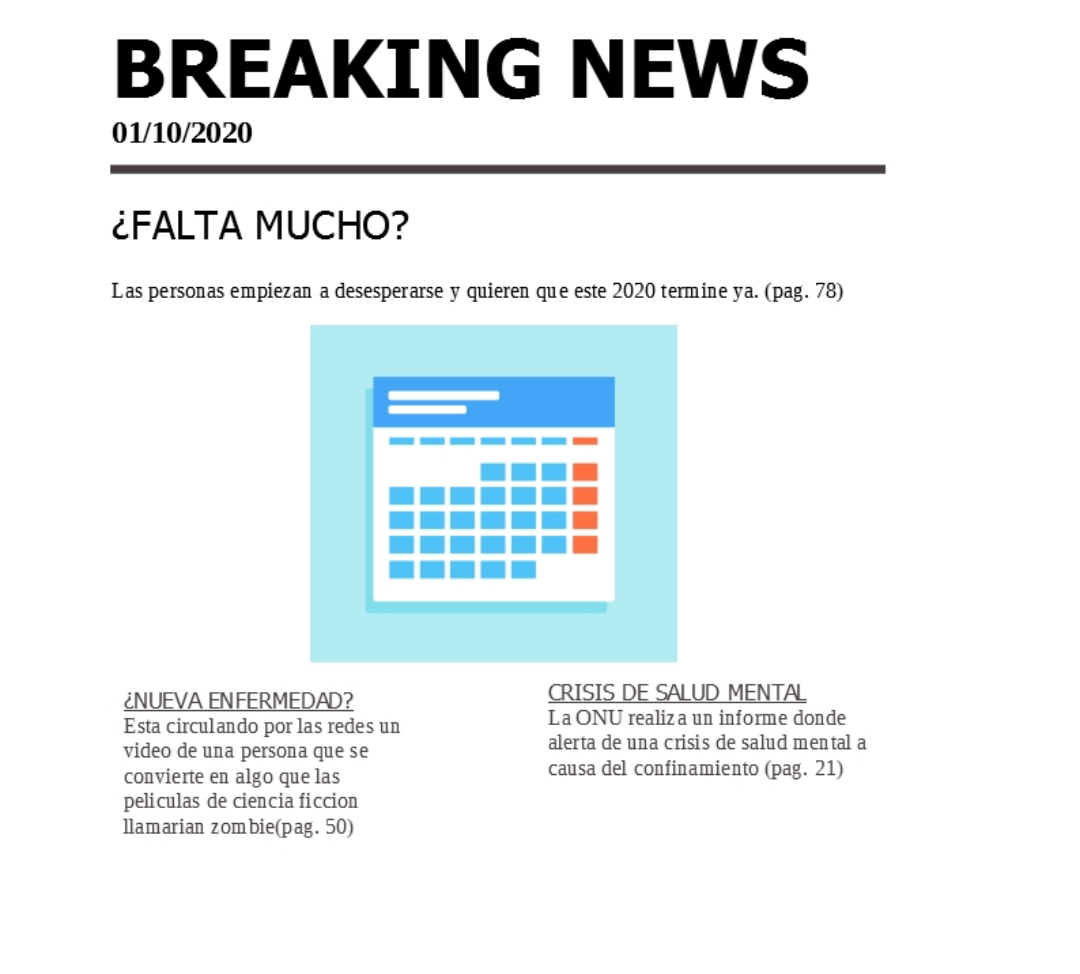 BREAKING NEWS
01/10/2020
¿FALTA MUCHO?
Las personas empiezan a desesperarse y quieren que este 2020 termine ya. (pag. 78)
¿NUEVA ENFERMEDAD?
Esta circulando por las redes un
video de una persona que se
convierte en algo que las
peliculas de ciencia ficcion
llamarian zombie(pag. 50)
CRISIS DE SALUD MENTAL
La ONU realiza un informe donde
alerta de una crisis de salud mental a
causa del confinamiento (pag. 21)